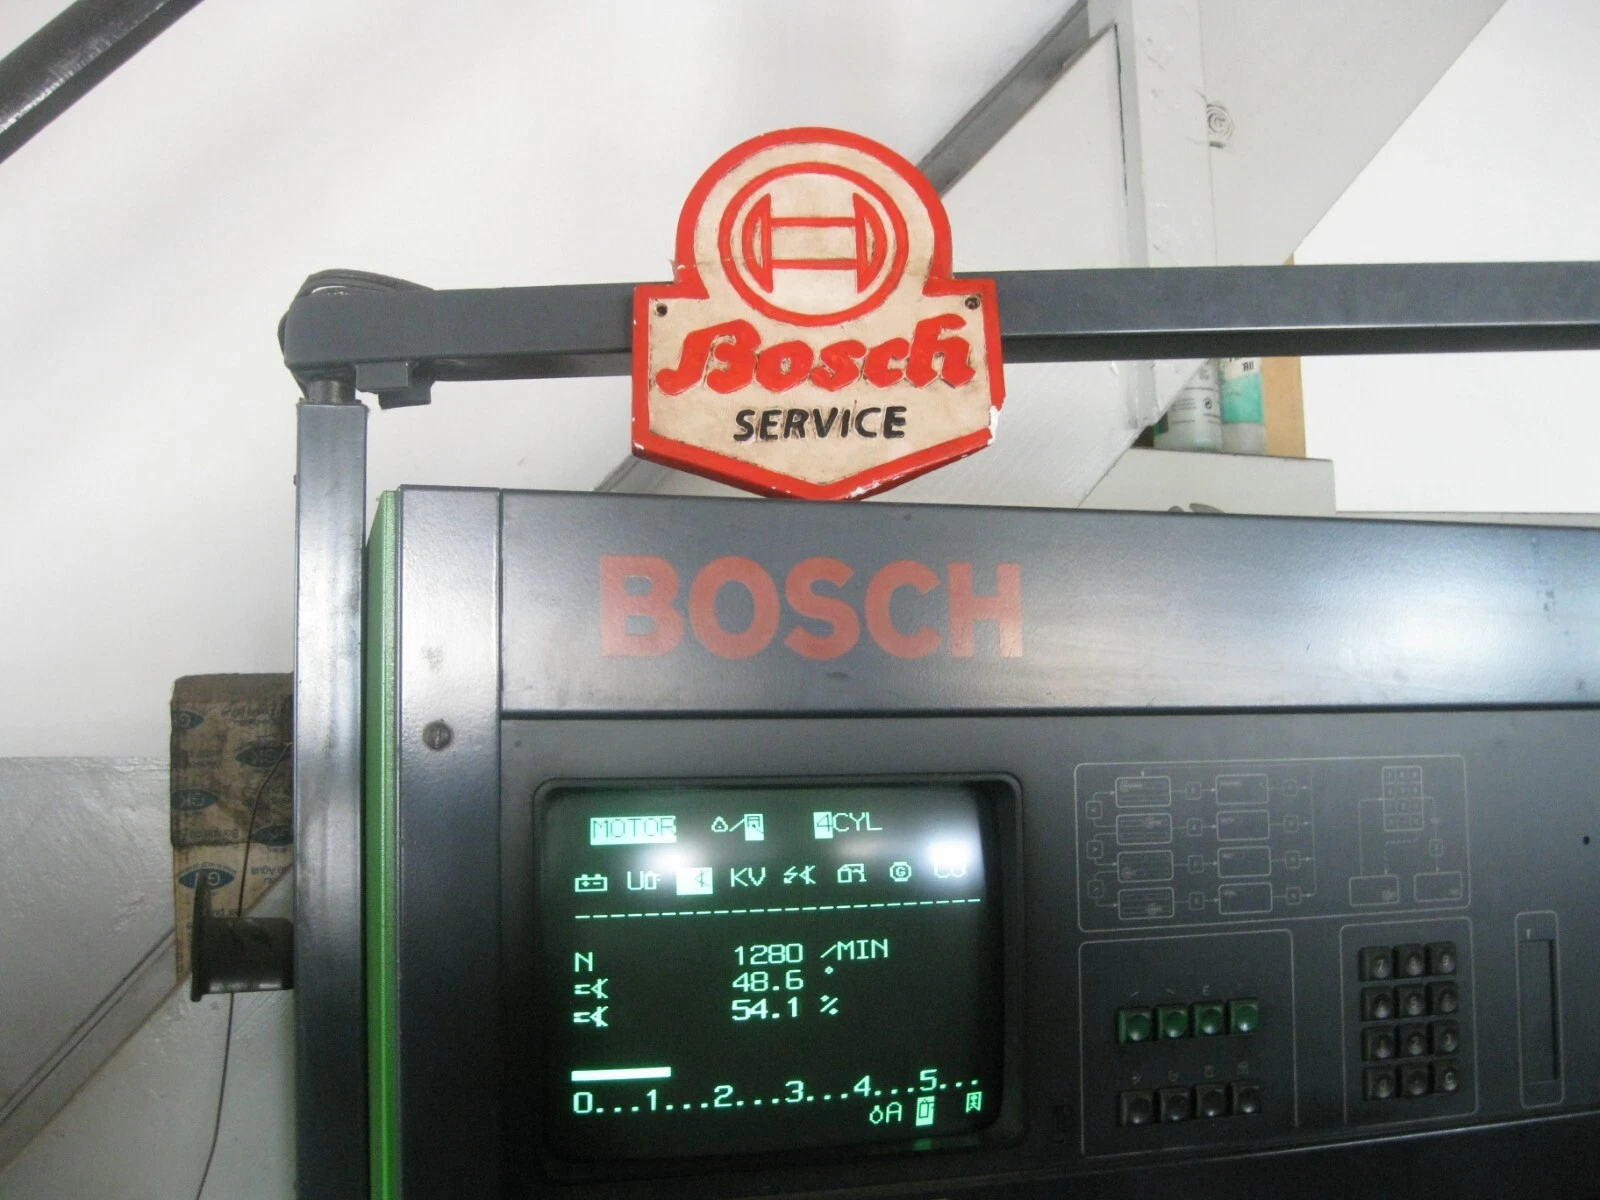 Bosch
SERVICE
BOSCH
MOTOR 4CYL
KV
N 1280 /MIN
48.6 °
54.1 %
0...1...2...3...4...5...
A